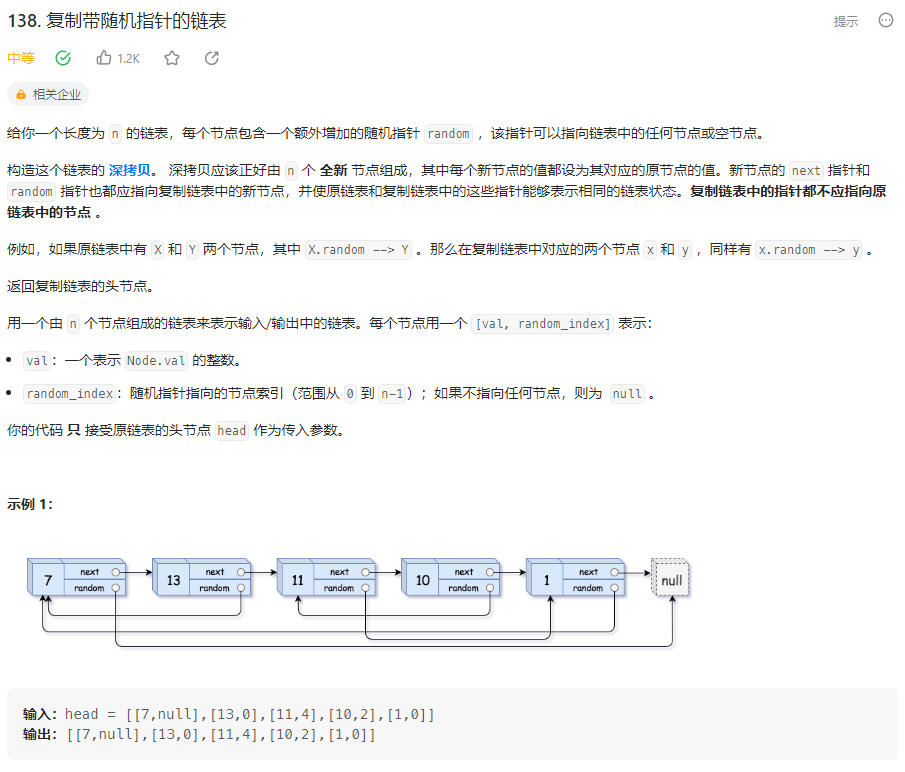 138. 复制带随机指针的链表
提示
中等
1.2K
相关企业
给你一个长度为 n 的链表，每个节点包含一个额外增加的随机指针 random ，该指针可以指向链表中的任何节点或空节点。
构造这个链表的 深拷贝。 深拷贝应该正好由 n 个 全新 节点组成，其中每个新节点的值都设为其对应的原节点的值。新节点的 next 指针和
random 指针也都应指向复制链表中的新节点，并使原链表和复制链表中的这些指针能够表示相同的链表状态。复制链表中的指针都不应指向原
链表中的节点 。
例如，如果原链表中有 X 和 Y 两个节点，其中 X.random --> Y 。那么在复制链表中对应的两个节点 x 和 y ，同样有 x.random --> y 。
返回复制链表的头节点。
用一个由 n 个节点组成的链表来表示输入/输出中的链表。每个节点用一个 [val, random_index] 表示：
val：一个表示 Node.val 的整数。
random_index：随机指针指向的节点索引（范围从 0 到 n-1）；如果不指向任何节点，则为 null 。
你的代码 只 接受原链表的头节点 head 作为传入参数。
示例 1：
7 next random
13 next random
11 next random
10 next random
1 next random
null
输入：head = [[7,null],[13,0],[11,4],[10,2],[1,0]]
输出：[[7,null],[13,0],[11,4],[10,2],[1,0]]